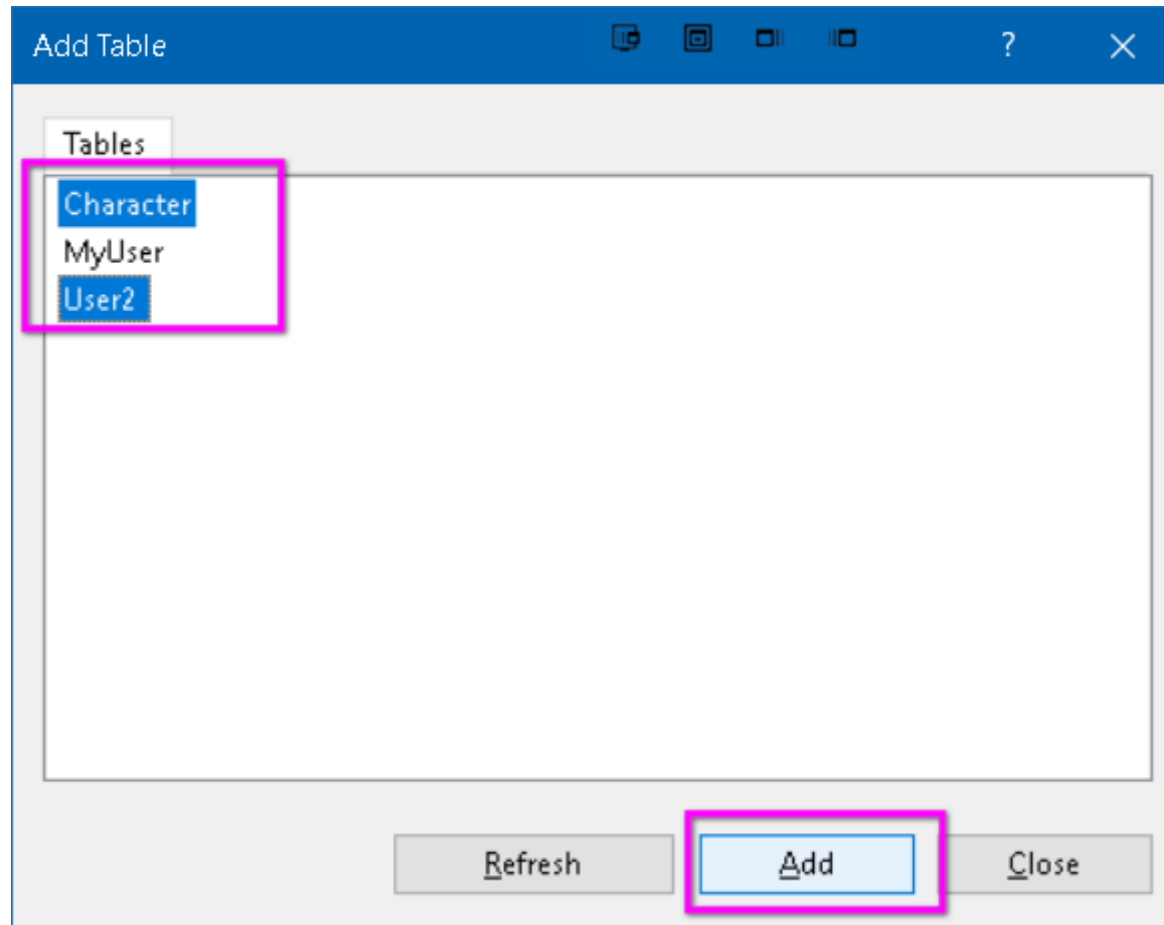 Add Table
?
Tables
Character
MyUser
User2
Refresh
Add
Close